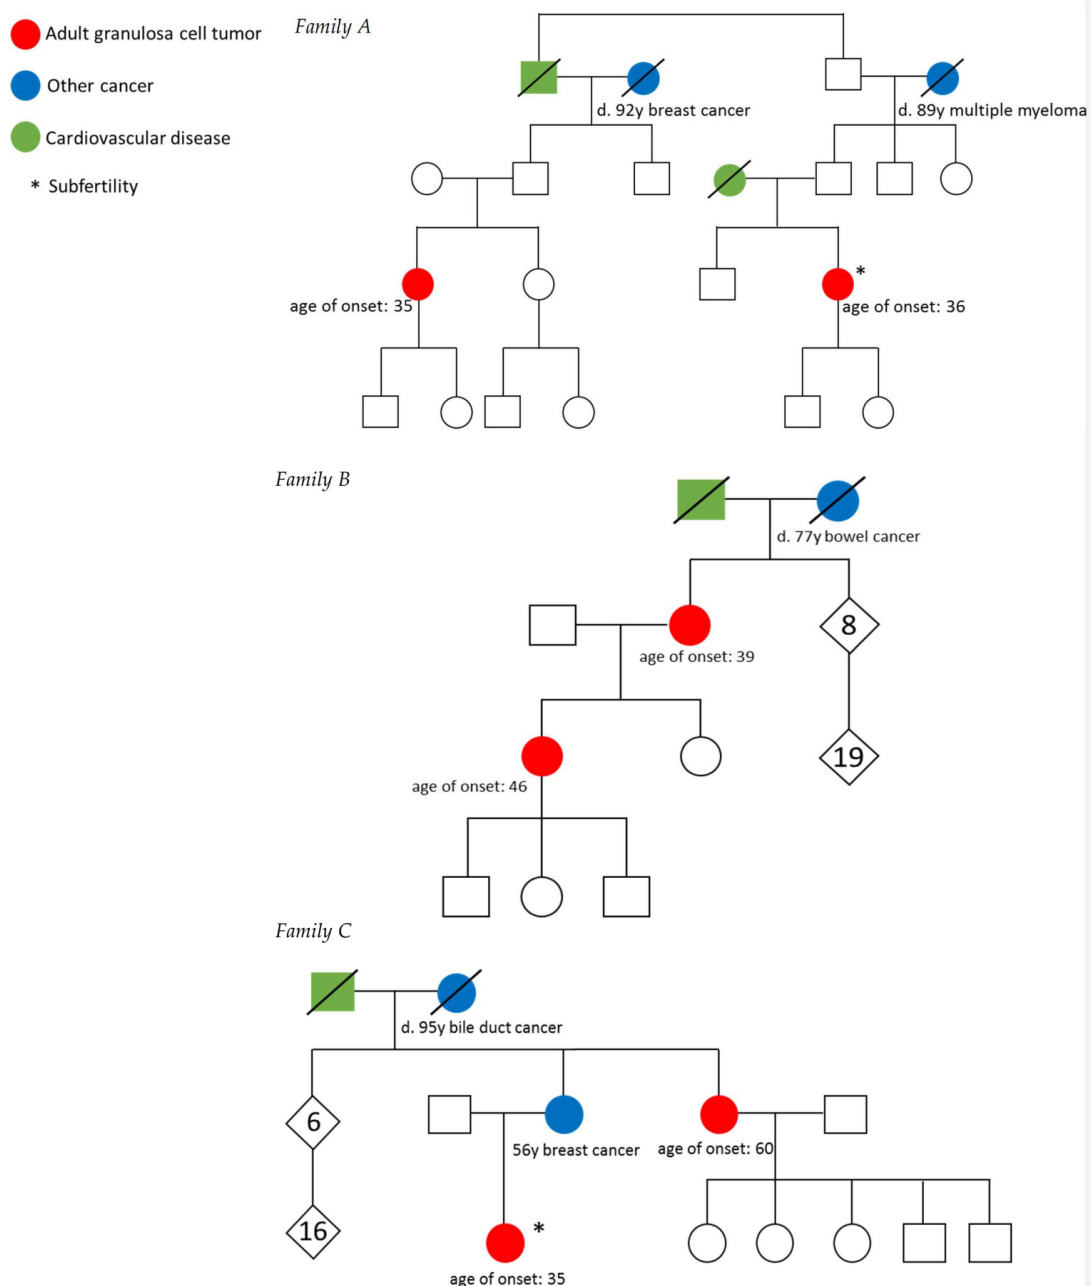 Adult granulosa cell tumor
Other cancer
Cardiovascular disease
* Subfertility
Family A
d. 92y breast cancer
d. 89y multiple myeloma
*
age of onset: 35
age of onset: 36
Family B
d. 77y bowel cancer
8
age of onset: 39
19
age of onset: 46
Family C
d. 95y bile duct cancer
6
56y breast cancer
age of onset: 60
16
*
age of onset: 35